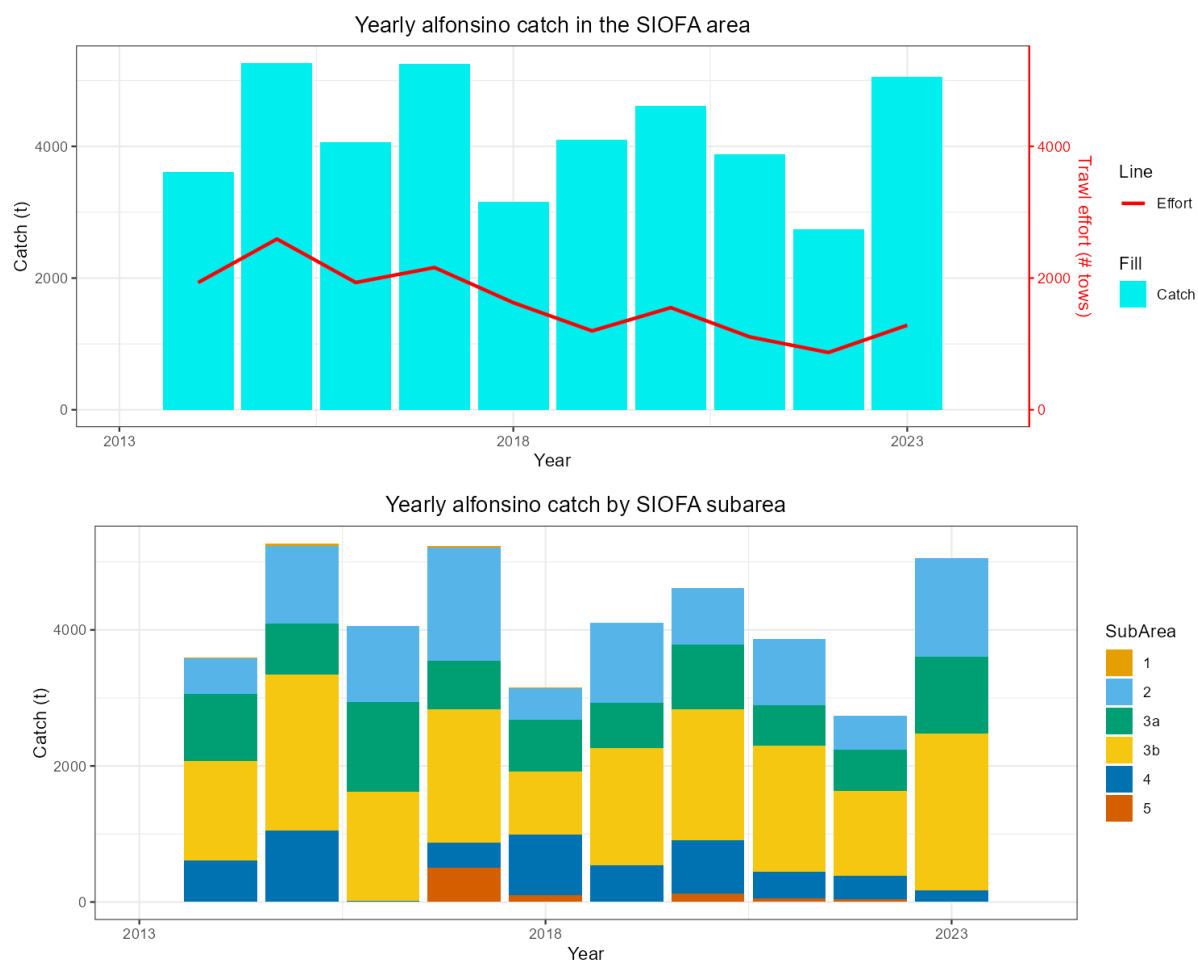 Yearly alfonsino catch in the SIOFA area
4000
2000
0
Catch (t)
4000
2000
0
Trawl effort (# tows)
2013
2018
2023
Year
Line
Effort
Fill
Catch
Yearly alfonsino catch by SIOFA subarea
4000
2000
0
Catch (t)
2013
2018
2023
Year
SubArea
1
2
3a
3b
4
5